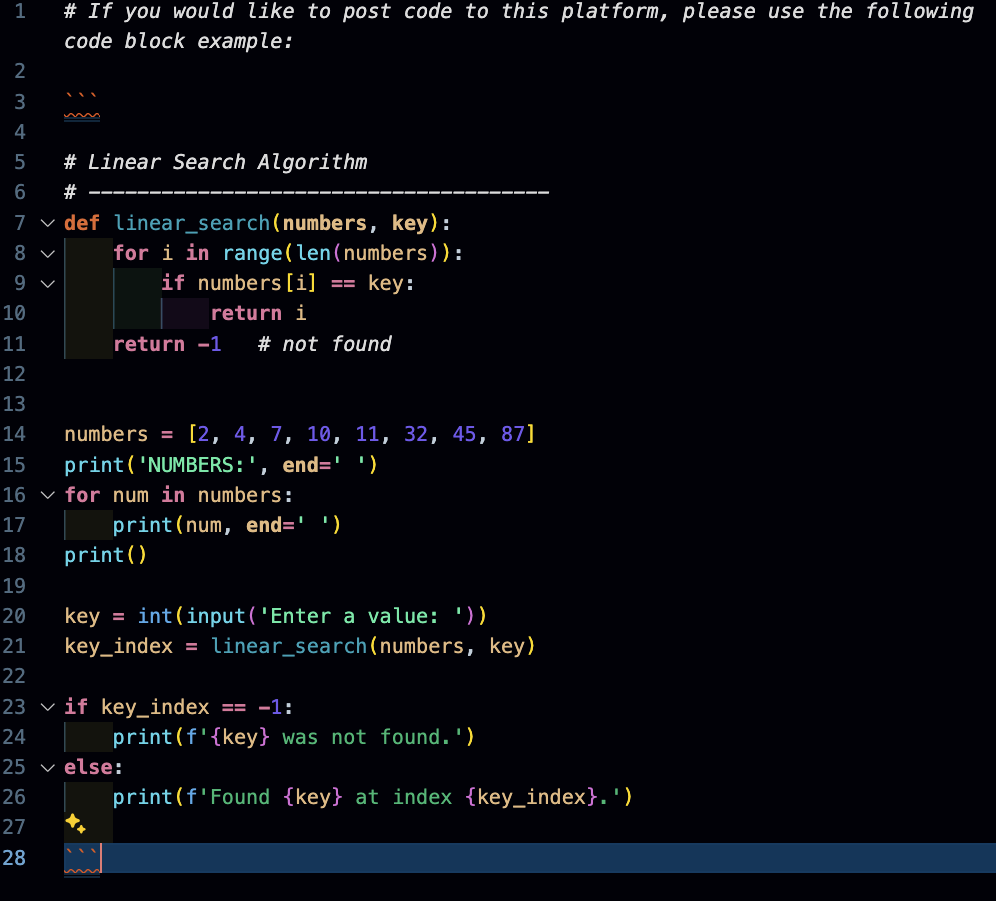 1 # If you would like to post code to this platform, please use the following
code block example:
2
3 ```
4
5 # Linear Search Algorithm
6 # --------------------------------------
7 def linear_search(numbers, key):
8     for i in range(len(numbers)):
9         if numbers[i] == key:
10             return i
11     return -1   # not found
12
13
14 numbers = [2, 4, 7, 10, 11, 32, 45, 87]
15 print('NUMBERS:', end=' ')
16 for num in numbers:
17     print(num, end=' ')
18 print()
19
20 key = int(input('Enter a value: '))
21 key_index = linear_search(numbers, key)
22
23 if key_index == -1:
24     print(f'{key} was not found.')
25 else:
26     print(f'Found {key} at index {key_index}.')
27
28 ```